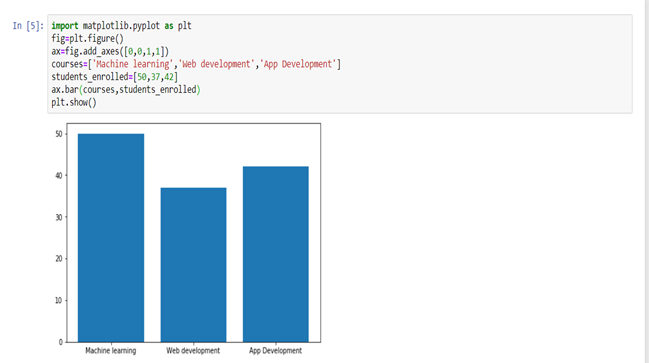 In [5]: import matplotlib.pyplot as plt
fig=plt.figure()
ax=fig.add_axes([0,0,1,1])
courses=['Machine learning','Web development','App Development']
students_enrolled=[50,37,42]
ax.bar(courses,students_enrolled)
plt.show()
50
40
30
20
10
0
Machine learning Web development App Development